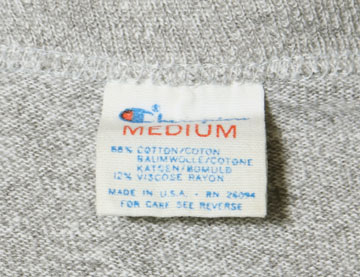 Champion®
MEDIUM
88% COTTON/COTON
BAUMWOLLE/COTONE
KATOEN/BOMULD
12% VISCOSE RAYON
MADE IN U.S.A. - RN 26094
FOR CARE SEE REVERSE